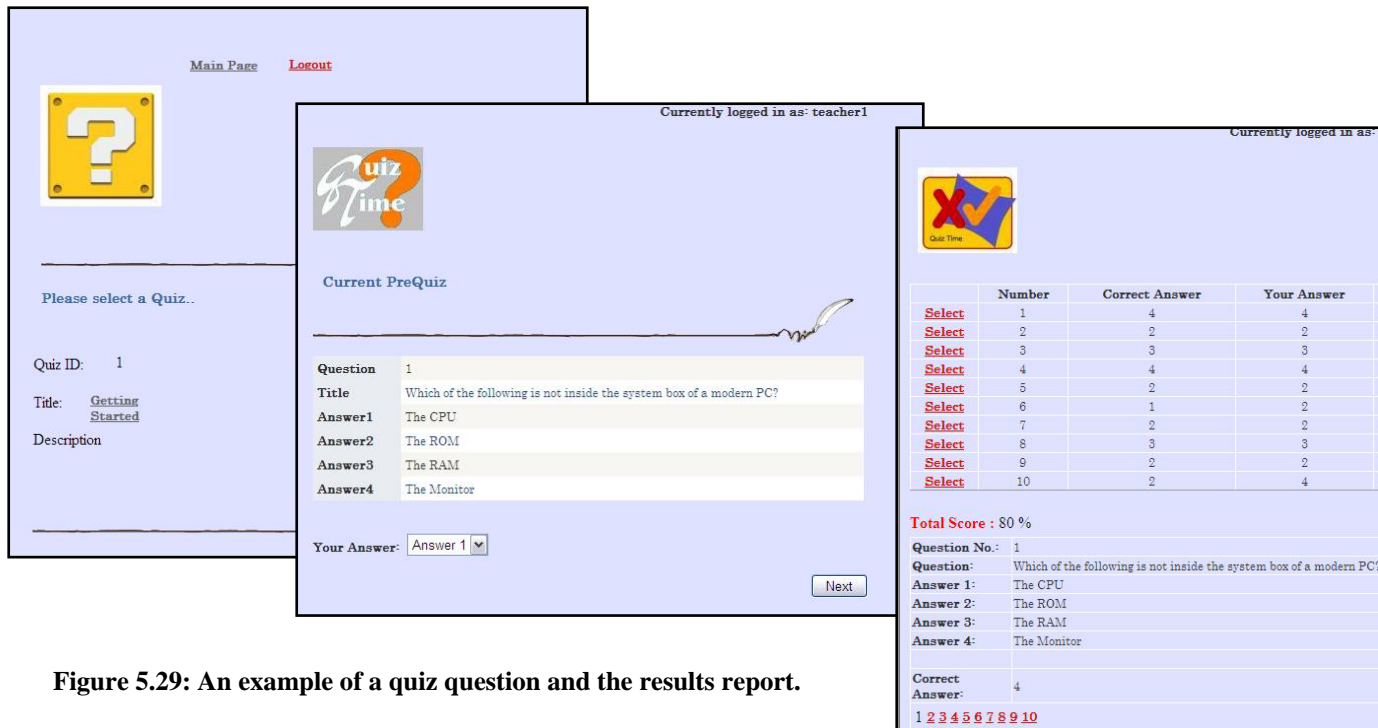 Main Page Logout
Please select a Quiz..
Quiz ID: 1
Title: Getting
Started
Description
Currently logged in as: teacher1
Quiz
Time
Current PreQuiz
Question 1
Title Which of the following is not inside the system box of a modern PC?
Answer1 The CPU
Answer2 The ROM
Answer3 The RAM
Answer4 The Monitor
Your Answer: Answer 1
Next
Currently logged in as:
Quiz Time
Number Correct Answer Your Answer
Select 1 4 4
Select 2 2 2
Select 3 3 3
Select 4 4 4
Select 5 2 2
Select 6 1 2
Select 7 2 2
Select 8 3 3
Select 9 2 2
Select 10 2 4
Total Score : 80 %
Question No.: 1
Question: Which of the following is not inside the system box of a modern PC?
Answer 1: The CPU
Answer 2: The ROM
Answer 3: The RAM
Answer 4: The Monitor
Correct
Answer: 4
1 2 3 4 5 6 7 8 9 10
Figure 5.29: An example of a quiz question and the results report.